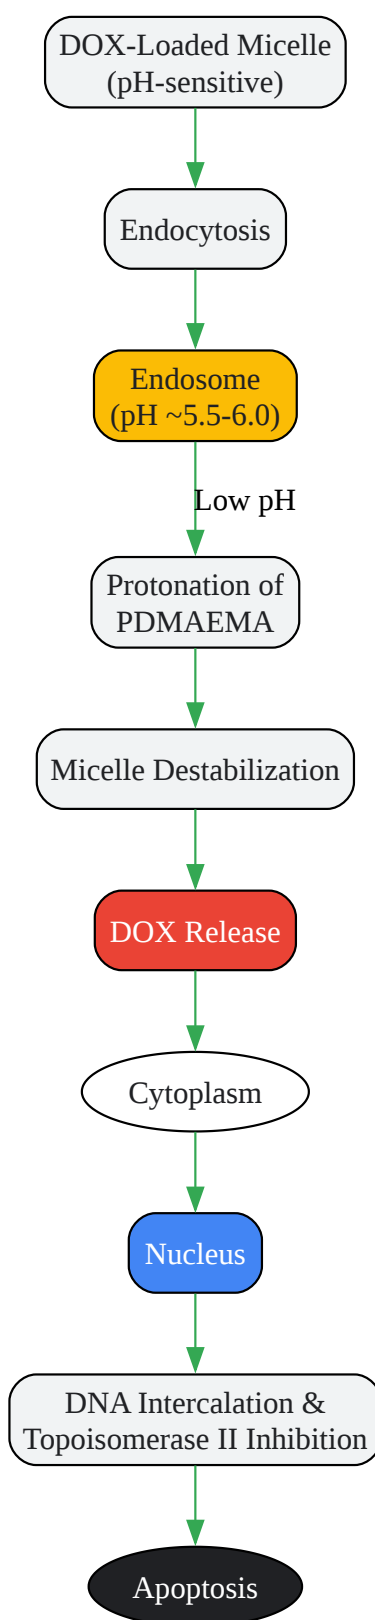 DOX-Loaded Micelle
(pH-sensitive)
Endocytosis
Endosome
(pH ~5.5-6.0)
Low pH
Protonation of
PDMAEMA
Micelle Destabilization
DOX Release
Cytoplasm
Nucleus
DNA Intercalation &
Topoisomerase II Inhibition
Apoptosis